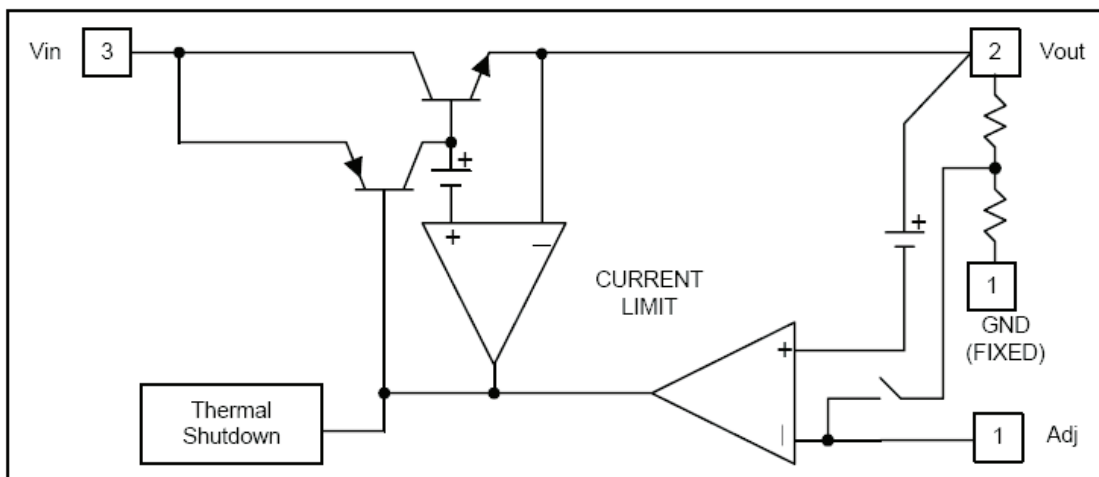 Vin 3
2 Vout
+
+ −
+
CURRENT
LIMIT
1
GND
(FIXED)
+
−
Thermal
Shutdown
1 Adj